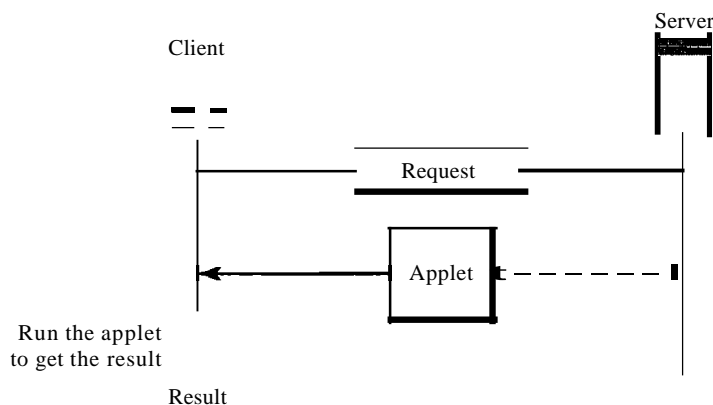 Server
Client
Request
Applet
Run the applet
to get the result
Result